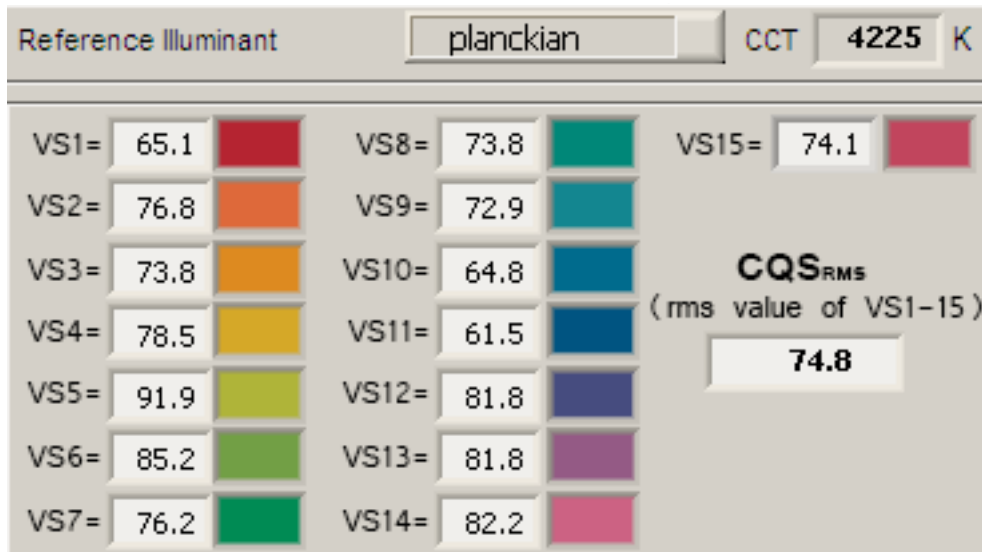 Reference Illuminant planckian CCT 4225 K
VS1= 65.1 VS8= 73.8 VS15= 74.1
VS2= 76.8 VS9= 72.9
VS3= 73.8 VS10= 64.8 CQSRMS
(rms value of VS1-15)
VS4= 78.5 VS11= 61.5
74.8
VS5= 91.9 VS12= 81.8
VS6= 85.2 VS13= 81.8
VS7= 76.2 VS14= 82.2